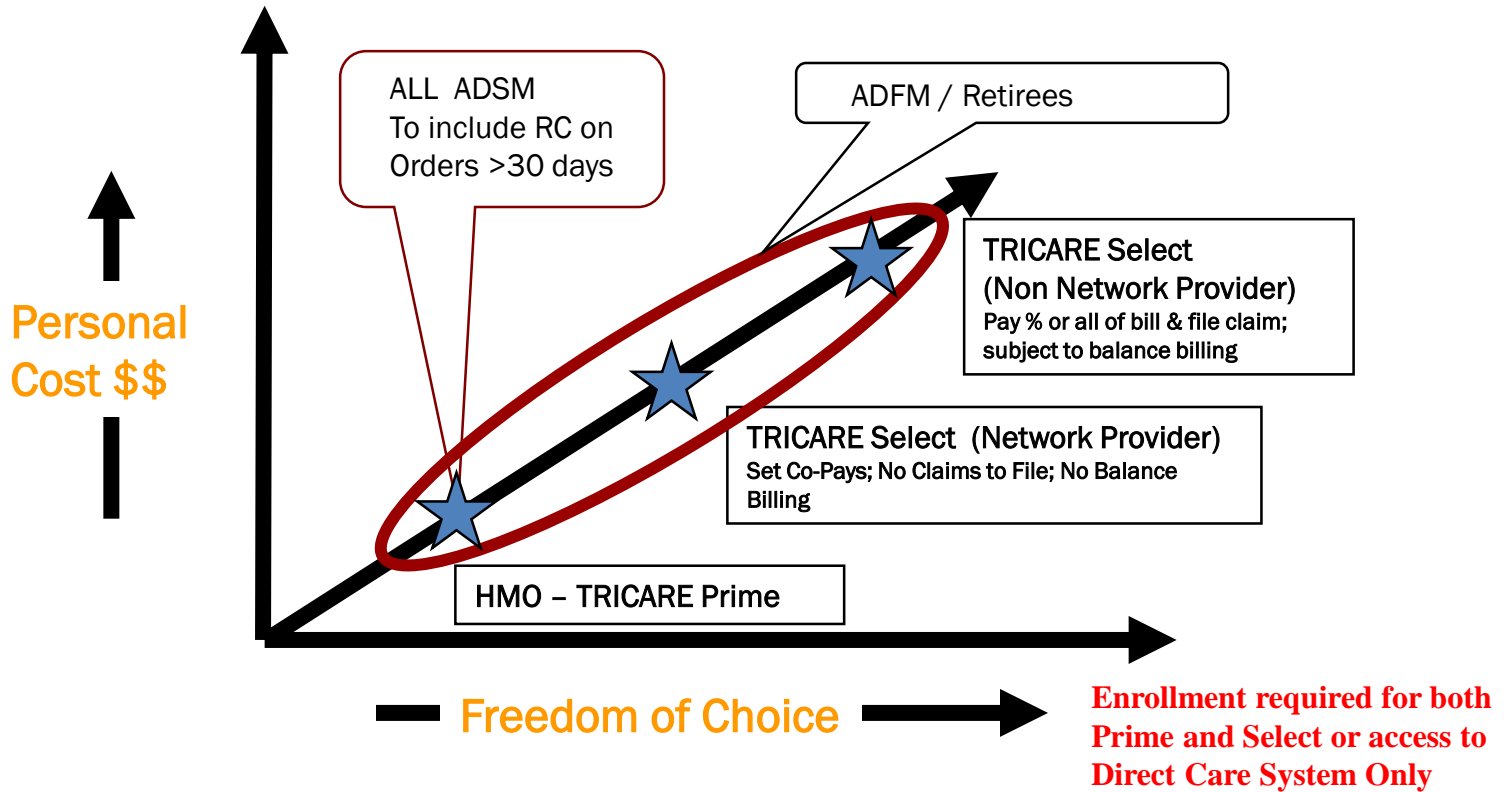 ALL ADSM
To include RC on
Orders >30 days
ADFM / Retirees
Personal
Cost $$
TRICARE Select
(Non Network Provider)
Pay % or all of bill & file claim;
subject to balance billing
TRICARE Select (Network Provider)
Set Co-Pays; No Claims to File; No Balance
Billing
HMO – TRICARE Prime
Freedom of Choice
Enrollment required for both
Prime and Select or access to
Direct Care System Only